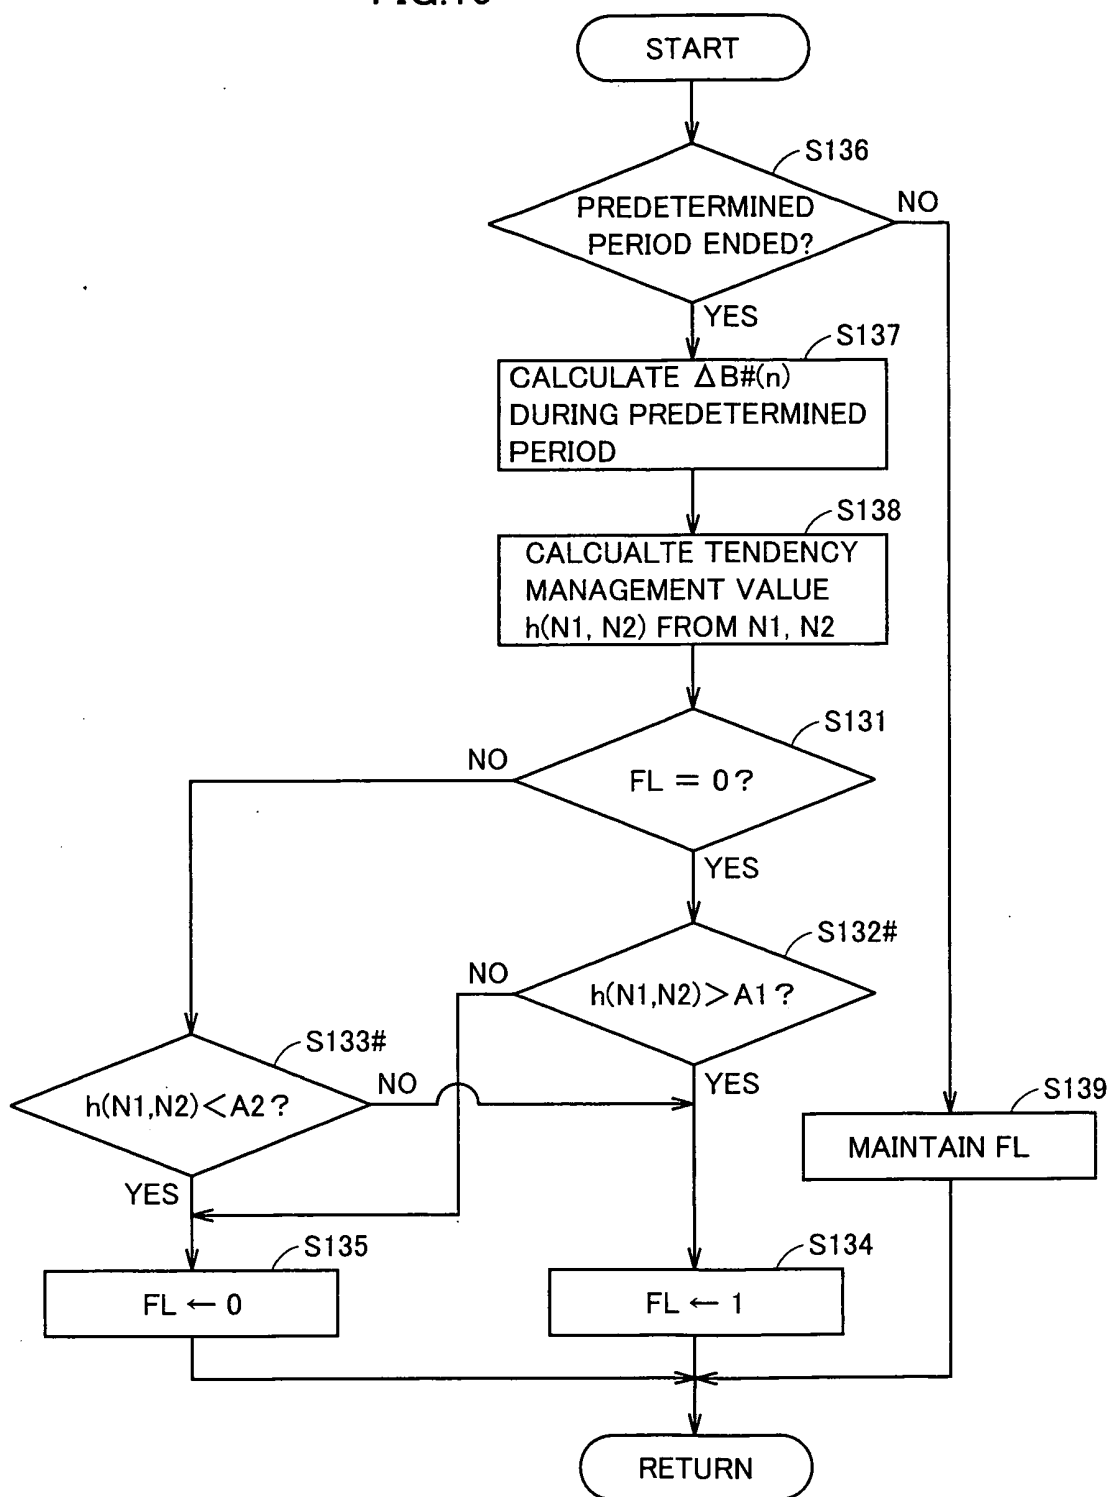 START
S136
PREDETERMINED
PERIOD ENDED?
NO
YES
S137
CALCULATE ΔB#(n)
DURING PREDETERMINED
PERIOD
S138
CALCUALTE TENDENCY
MANAGEMENT VALUE
h(N1, N2) FROM N1, N2
S131
NO
FL = 0?
YES
S132#
NO
h(N1,N2)>A1?
YES
S133#
h(N1,N2)<A2?
NO
YES
S139
MAINTAIN FL
S135
FL ← 0
S134
FL ← 1
RETURN